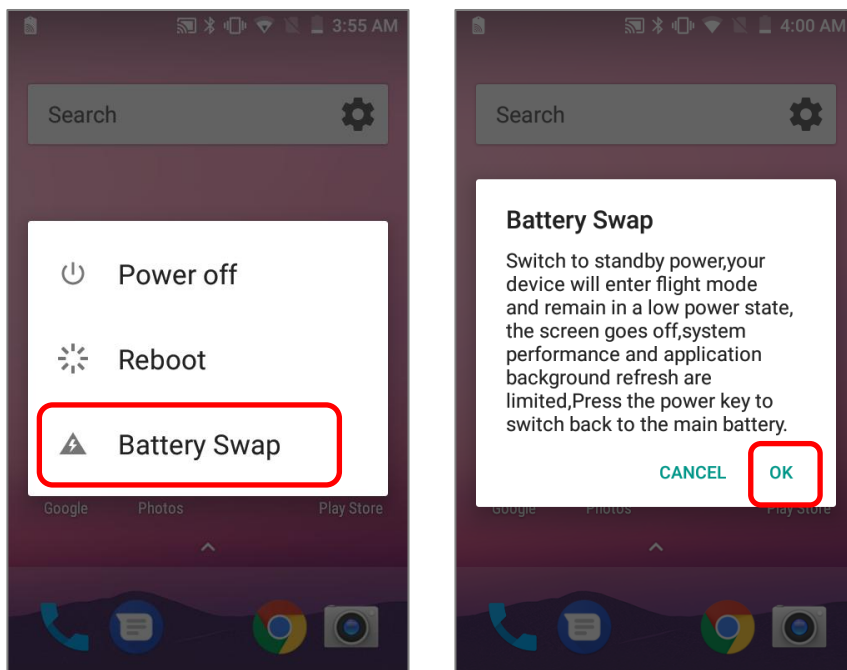 3:55 AM
Search
Power off
Reboot
Battery Swap
Google Photos Play Store
4:00 AM
Search
Battery Swap
Switch to standby power,your
device will enter flight mode
and remain in a low power state,
the screen goes off,system
performance and application
background refresh are
limited,Press the power key to
switch back to the main battery.
CANCEL OK
Google Photos Play Store